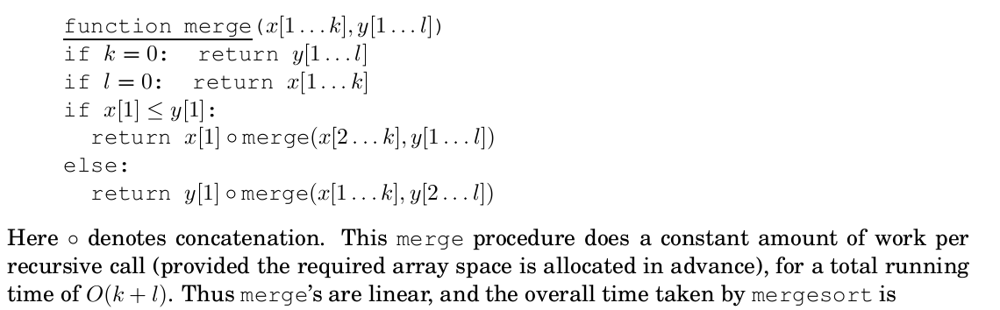 function merge(x[1...k], y[1...l])
if k = 0: return y[1...l]
if l = 0: return x[1...k]
if x[1] ≤ y[1]:
return x[1] ∘ merge(x[2...k], y[1...l])
else:
return y[1] ∘ merge(x[1...k], y[2...l])
Here ∘ denotes concatenation. This merge procedure does a constant amount of work per
recursive call (provided the required array space is allocated in advance), for a total running
time of O(k + l). Thus merge's are linear, and the overall time taken by mergesort is